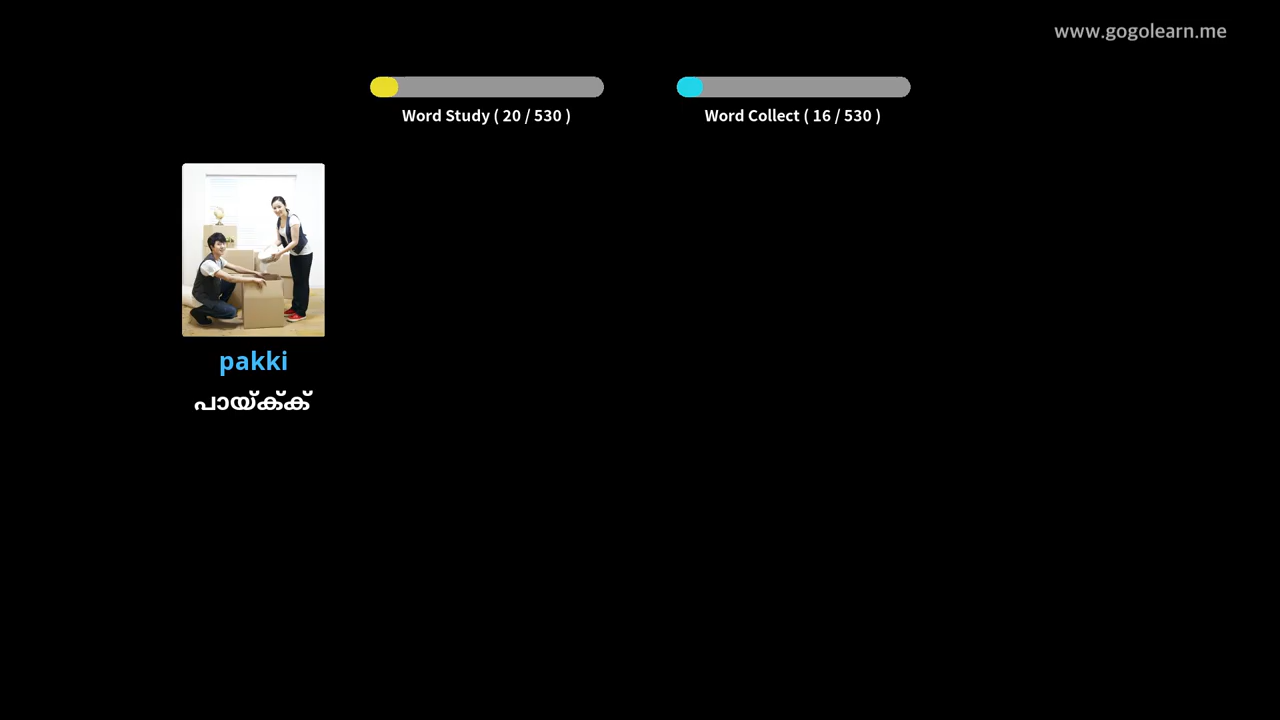 www.gogolearn.me
Word Study ( 20 / 530 )
Word Collect ( 16 / 530 )
pakki
പായ്ക്ക്